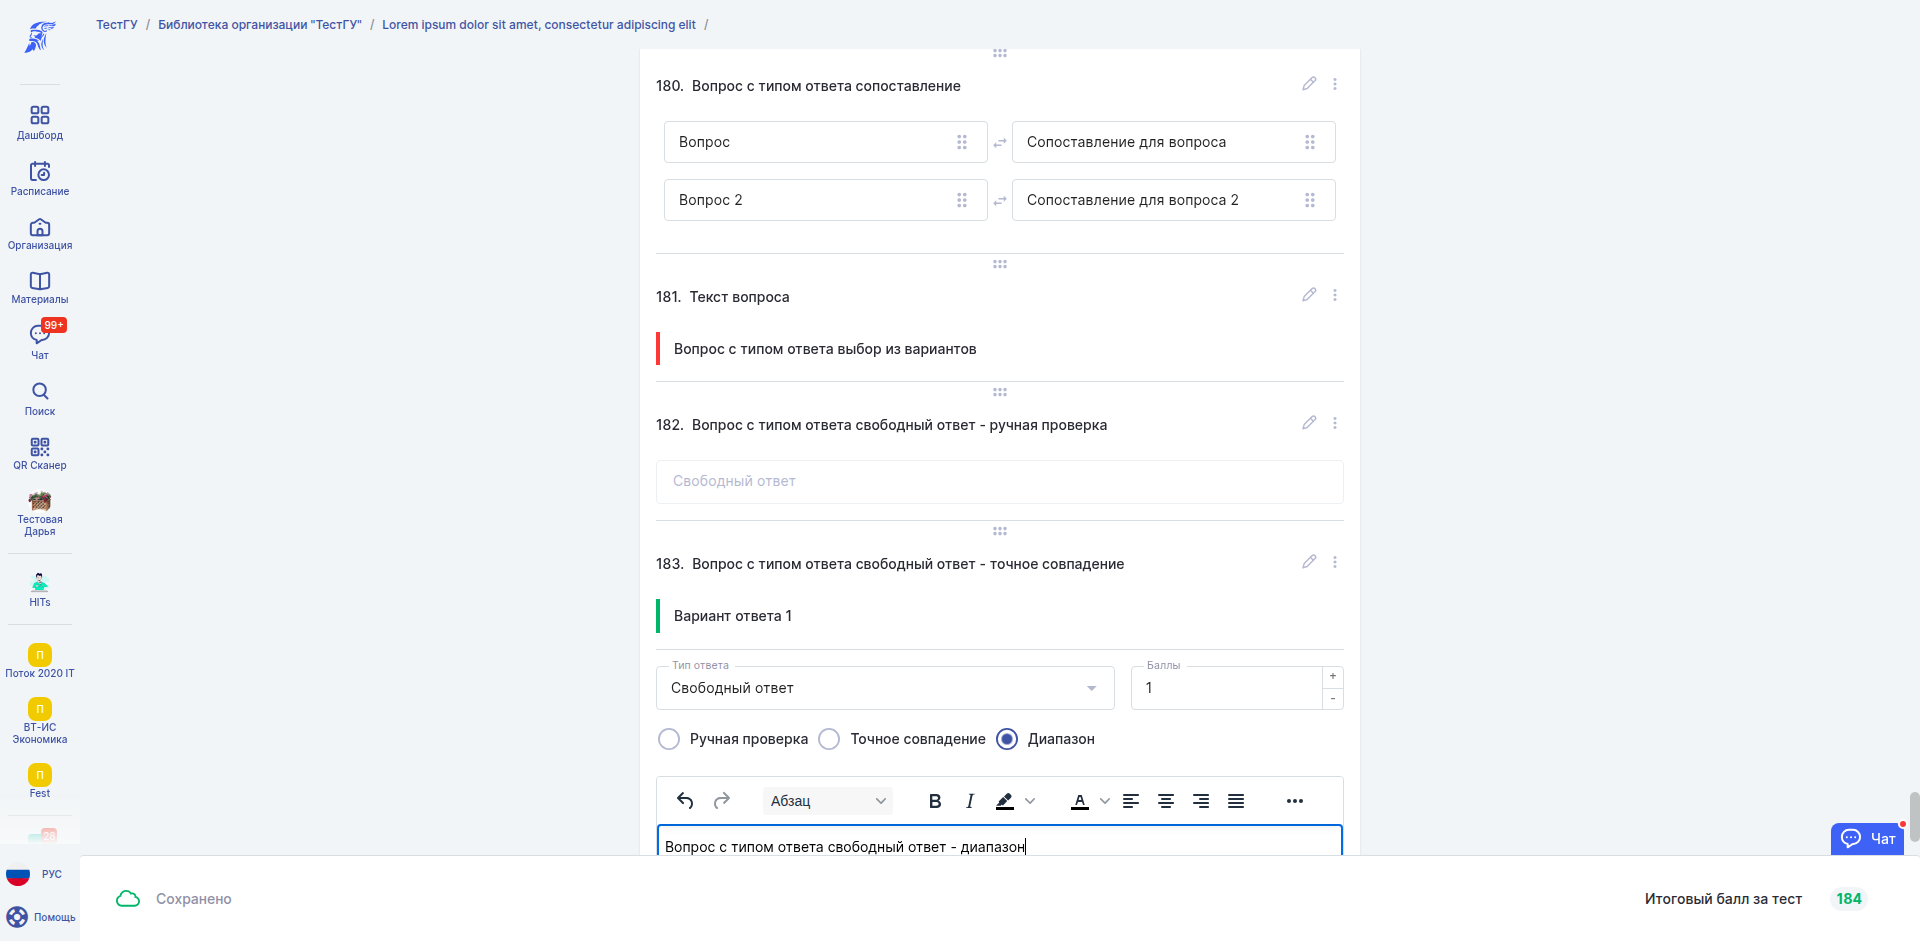 ТестГУ / Библиотека организации "ТестГУ" / Lorem ipsum dolor sit amet, consectetur adipiscing elit /
Дашборд
Расписание
Организация
Материалы
99+
Чат
Поиск
QR Сканер
Тестовая
Дарья
HITs
П
Поток 2020 IT
П
ВТ-ИС
Экономика
П
Fest
28
РУС
Помощь
180. Вопрос с типом ответа сопоставление
Вопрос
Сопоставление для вопроса
Вопрос 2
Сопоставление для вопроса 2
181. Текст вопроса
Вопрос с типом ответа выбор из вариантов
182. Вопрос с типом ответа свободный ответ - ручная проверка
Свободный ответ
183. Вопрос с типом ответа свободный ответ - точное совпадение
Вариант ответа 1
Тип ответа
Свободный ответ
Баллы
1
+
-
Ручная проверка
Точное совпадение
Диапазон
Абзац
B I A
Вопрос с типом ответа свободный ответ - диапазон
Чат
Сохранено
Итоговый балл за тест 184